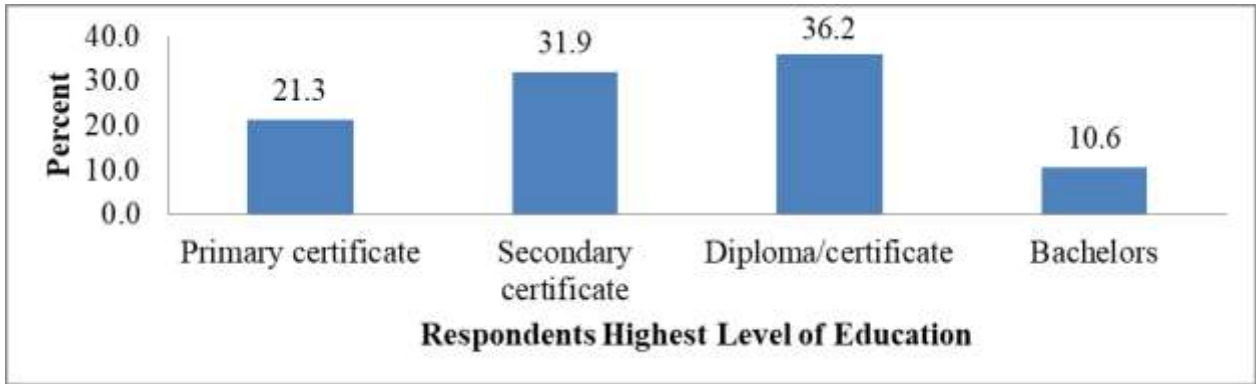 40.0
30.0
20.0
10.0
0.0
Percent
21.3
31.9
36.2
10.6
Primary certificate
Secondary
certificate
Diploma/certificate
Bachelors
Respondents Highest Level of Education